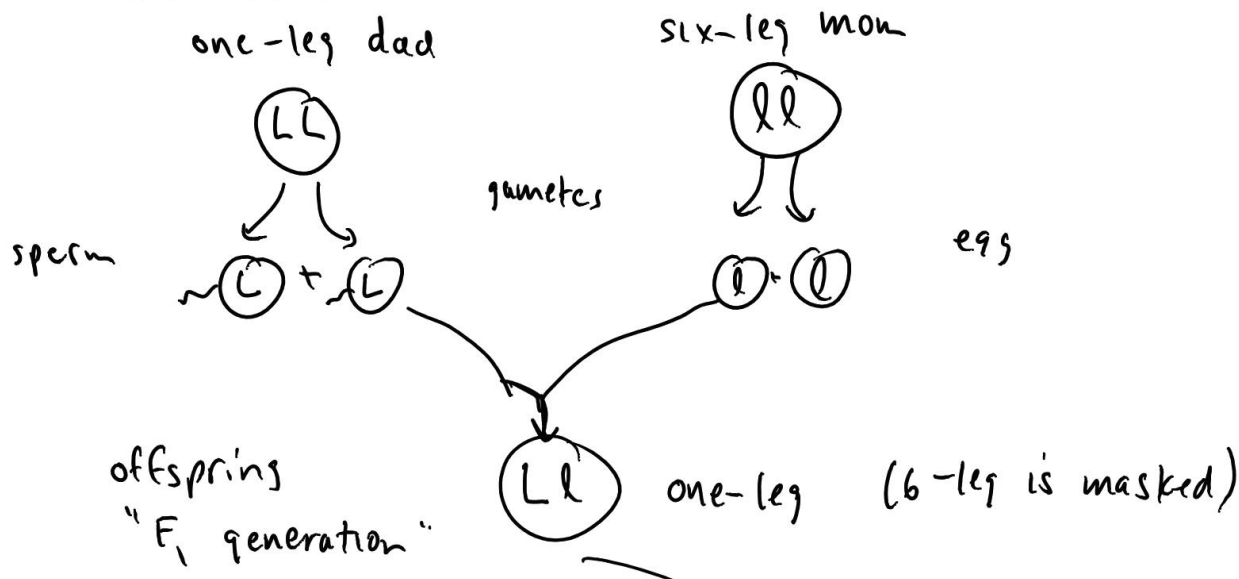 one-leg dad
six-leg mom
LL
ll
gametes
sperm
L + L
l + l
egg
offspring
"F₁ generation"
Ll
one-leg (6-leg is masked)